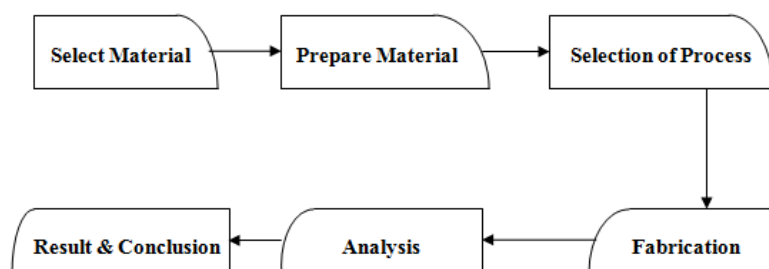 Select Material
Prepare Material
Selection of Process
Fabrication
Analysis
Result & Conclusion